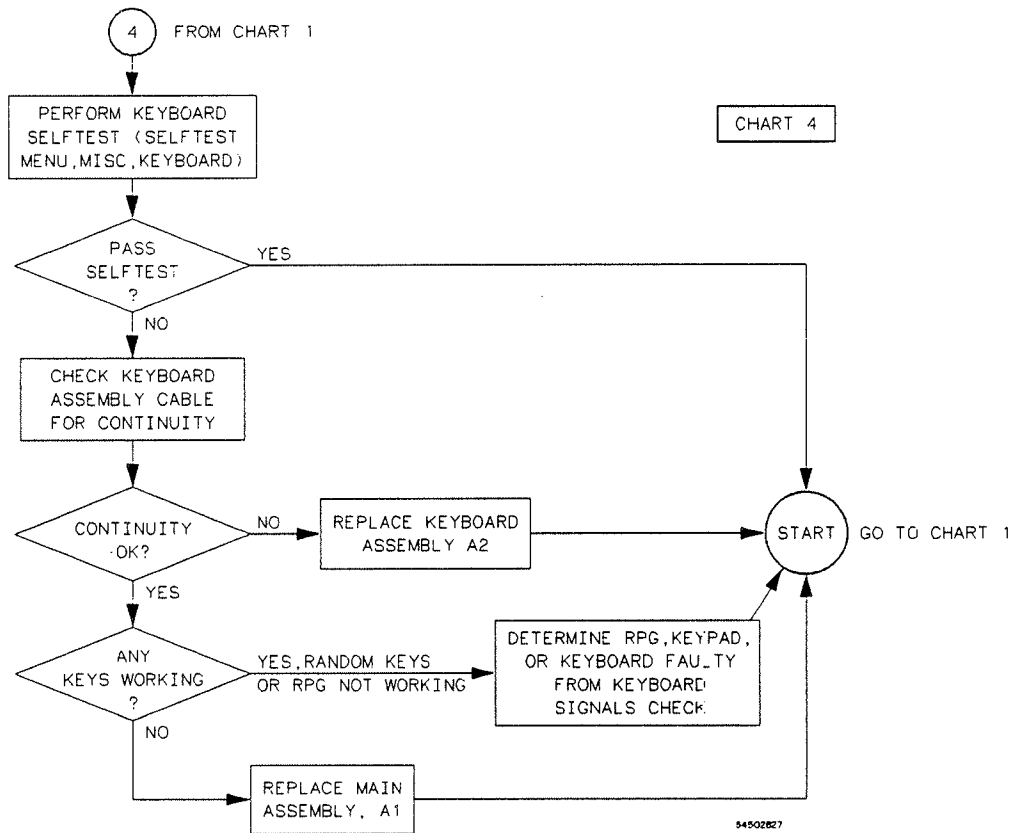 4 FROM CHART 1
PERFORM KEYBOARD
SELFTEST (SELFTEST
MENU,MISC,KEYBOARD)
CHART 4
PASS
SELFTEST
?
YES
NO
CHECK KEYBOARD
ASSEMBLY CABLE
FOR CONTINUITY
CONTINUITY
OK?
NO
REPLACE KEYBOARD
ASSEMBLY A2
START GO TO CHART 1
YES
ANY
KEYS WORKING
?
YES,RANDOM KEYS
OR RPG NOT WORKING
DETERMINE RPG,KEYPAD,
OR KEYBOARD FAULTY
FROM KEYBOARD
SIGNALS CHECK
NO
REPLACE MAIN
ASSEMBLY, A1
54502827